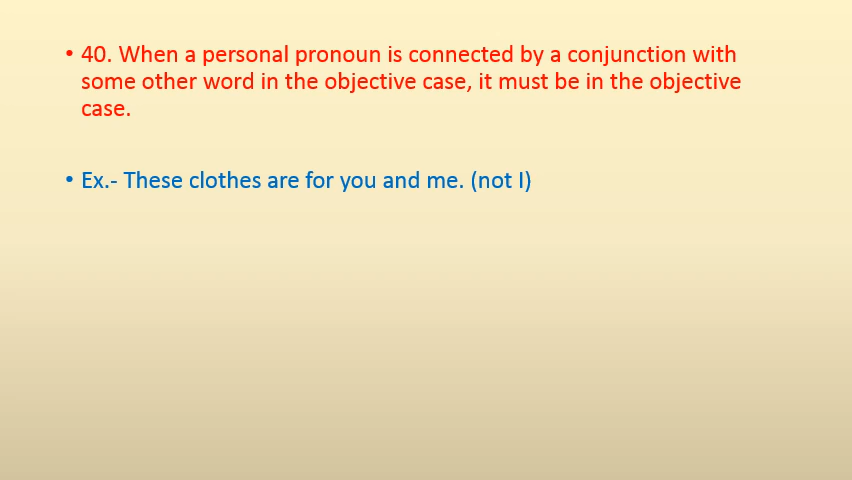 • 40. When a personal pronoun is connected by a conjunction with
some other word in the objective case, it must be in the objective
case.
• Ex.- These clothes are for you and me. (not I)